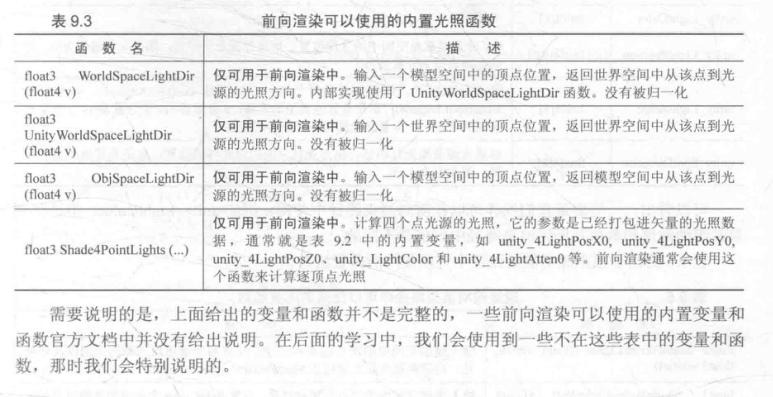 表 9.3 前向渲染可以使用的内置光照函数
函 数 名 描 述
float3 WorldSpaceLightDir
(float4 v)
仅可用于前向渲染中。输入一个模型空间中的顶点位置，返回世界空间中从该点到光
源的光照方向。内部实现使用了 UnityWorldSpaceLightDir 函数。没有被归一化
float3
UnityWorldSpaceLightDir
(float4 v)
仅可用于前向渲染中。输入一个世界空间中的顶点位置，返回世界空间中从该点到光
源的光照方向。没有被归一化
float3 ObjSpaceLightDir
(float4 v)
仅可用于前向渲染中。输入一个模型空间中的顶点位置，返回模型空间中从该点到光
源的光照方向。没有被归一化
float3 Shade4PointLights (...)
仅可用于前向渲染中。计算四个点光源的光照，它的参数是已经打包进矢量的光照数
据，通常就是表 9.2 中的内置变量，如 unity_4LightPosX0, unity_4LightPosY0,
unity_4LightPosZ0、unity_LightColor 和 unity_4LightAtten0 等。前向渲染通常会使用这
个函数来计算逐顶点光照
需要说明的是，上面给出的变量和函数并不是完整的，一些前向渲染可以使用的内置变量和
函数官方文档中并没有给出说明。在后面的学习中，我们会使用到一些不在这些表中的变量和函
数，那时我们会特别说明的。